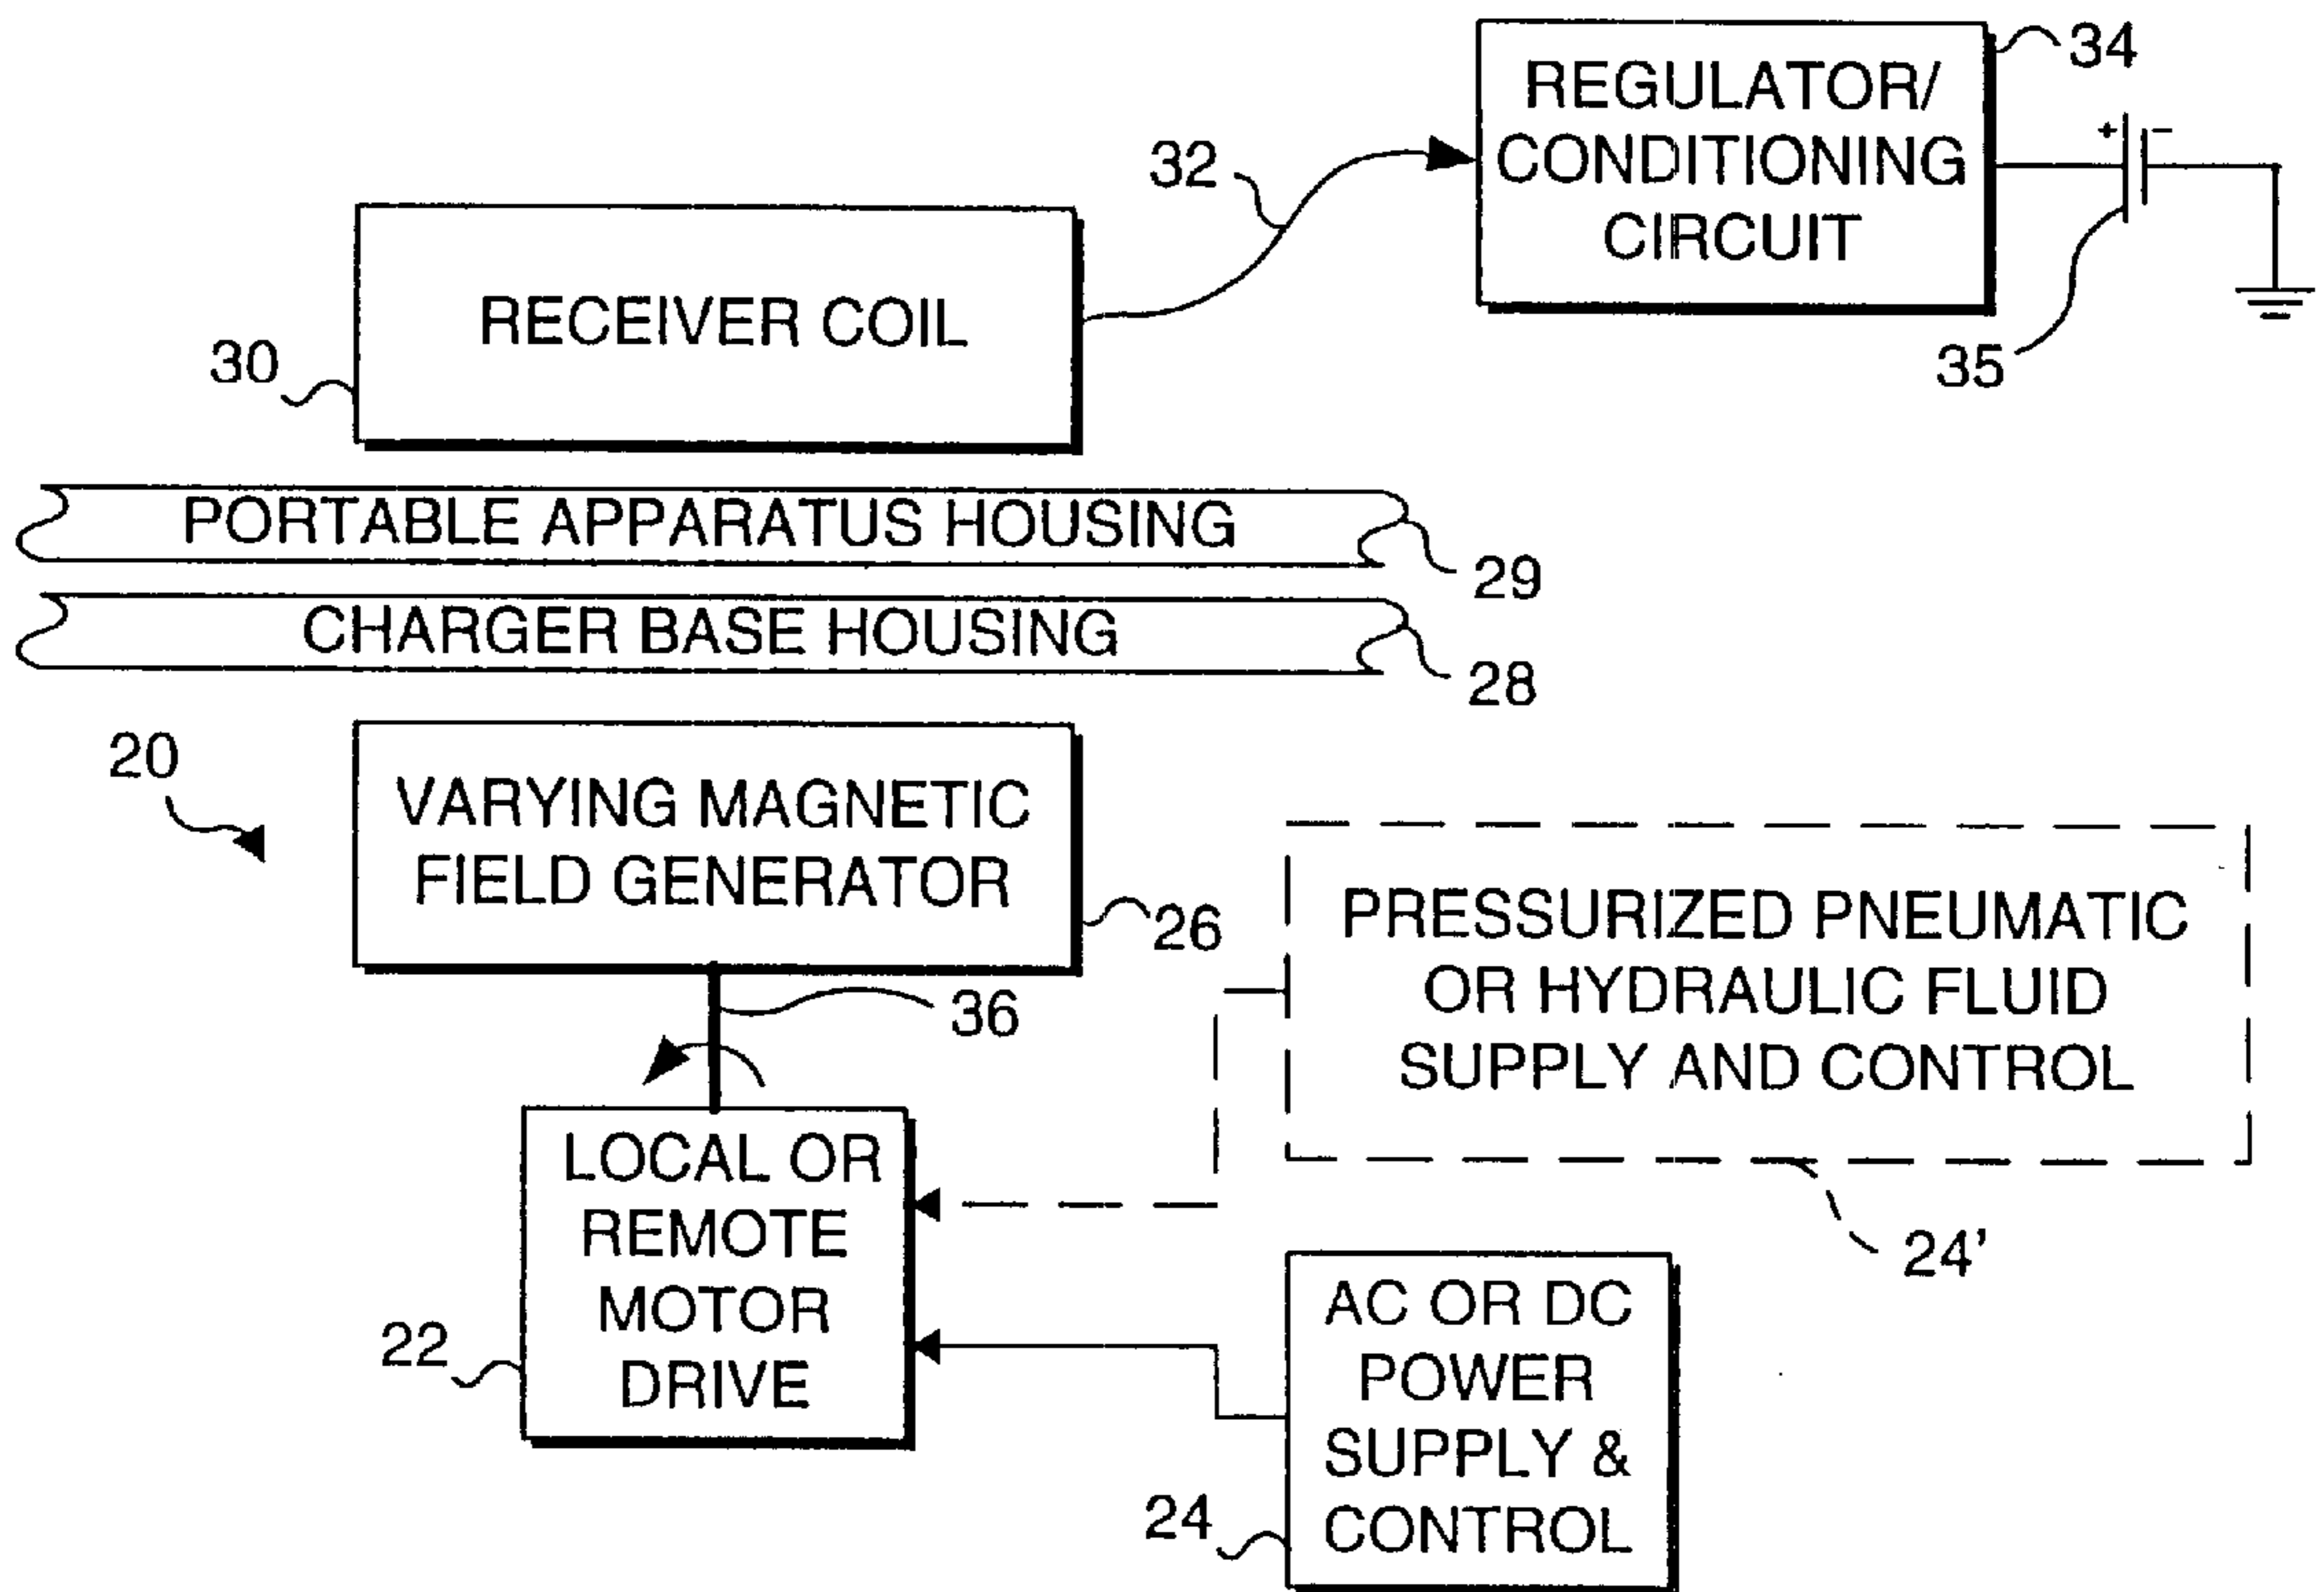 34
REGULATOR/
CONDITIONING
CIRCUIT
+ −
32
35
RECEIVER COIL
30
PORTABLE APPARATUS HOUSING
29
CHARGER BASE HOUSING
28
20
VARYING MAGNETIC
FIELD GENERATOR
26
36
PRESSURIZED PNEUMATIC
OR HYDRAULIC FLUID
SUPPLY AND CONTROL
24’
LOCAL OR
REMOTE
MOTOR
DRIVE
22
AC OR DC
POWER
SUPPLY &
CONTROL
24